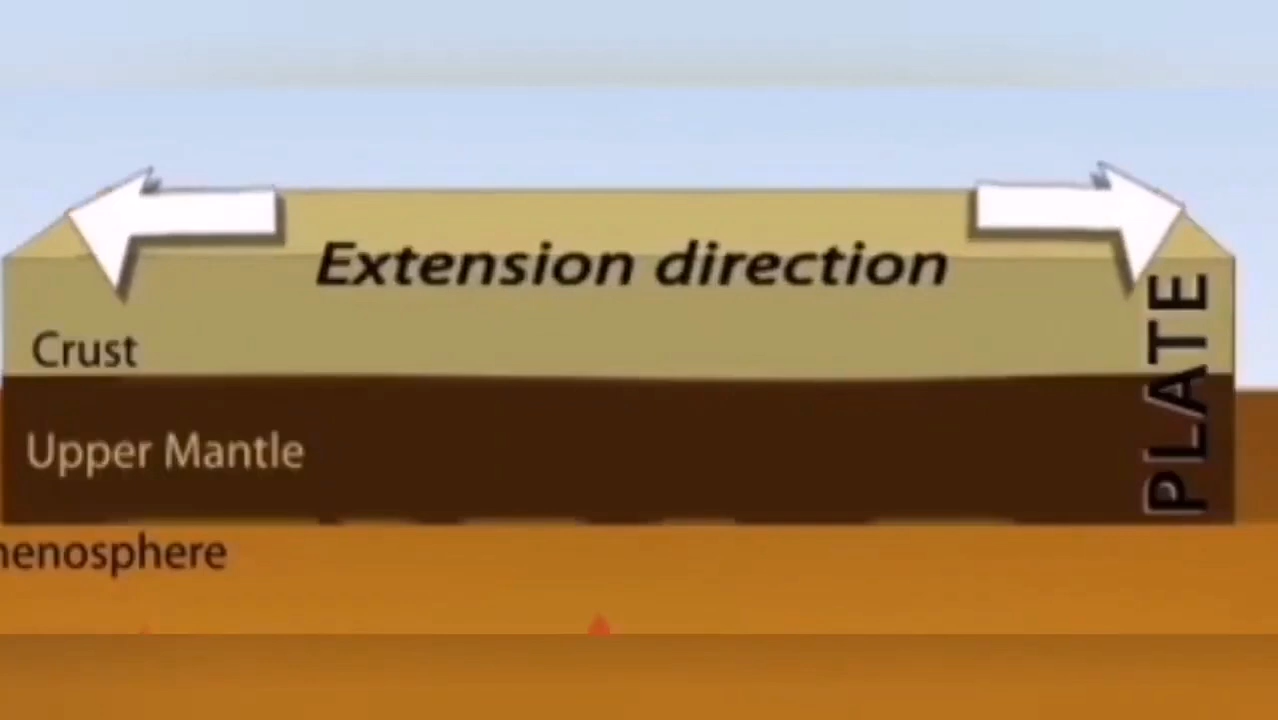 Extension direction
PLATE
Crust
Upper Mantle
henosphere